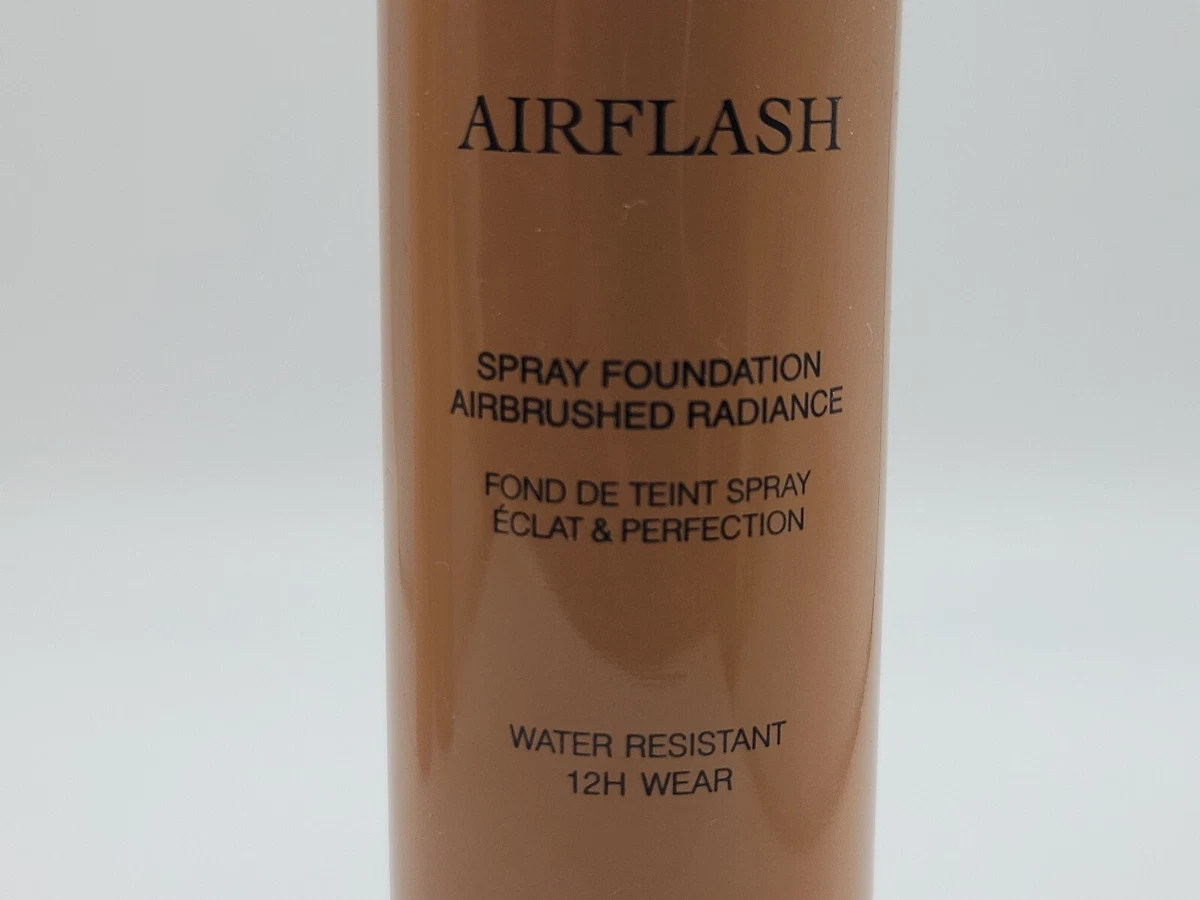 AIRFLASH
SPRAY FOUNDATION
AIRBRUSHED RADIANCE
FOND DE TEINT SPRAY
ÉCLAT & PERFECTION
WATER RESISTANT
12H WEAR